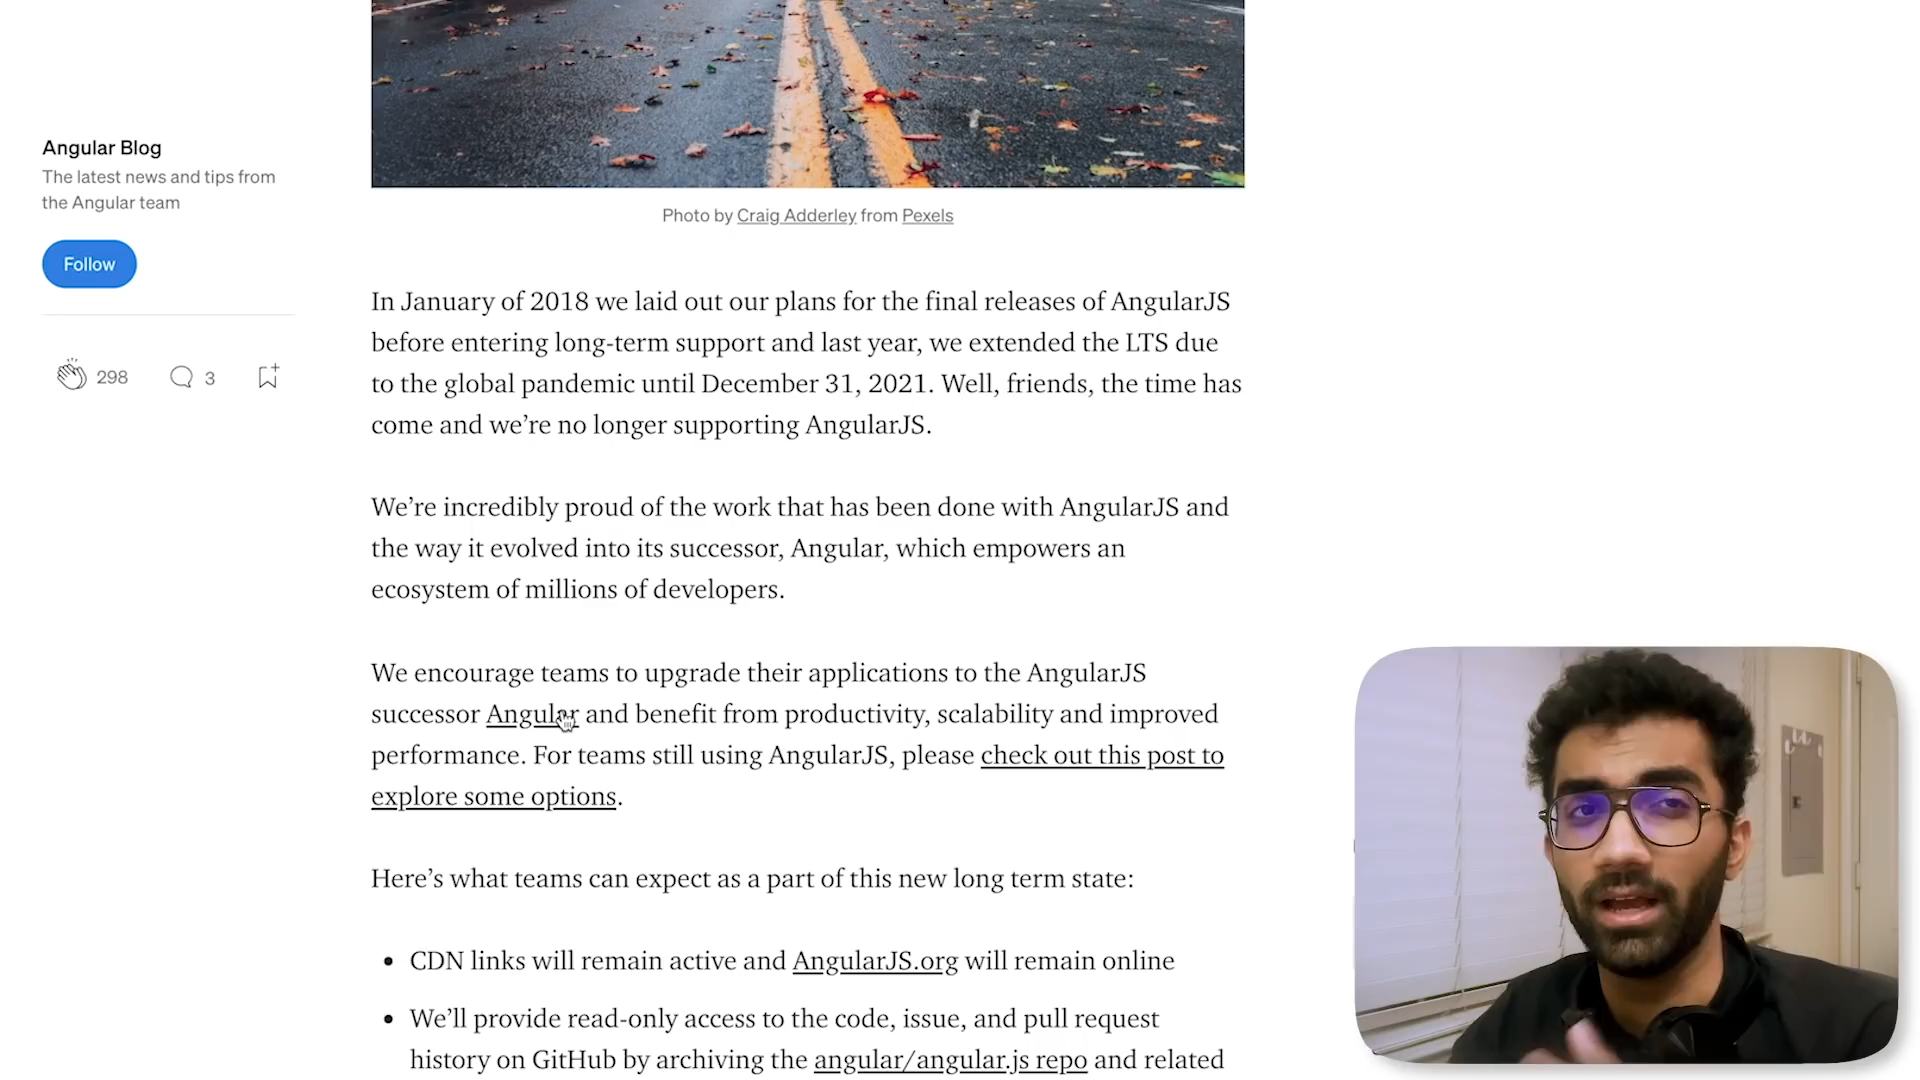 Angular Blog
The latest news and tips from
the Angular team
Follow
298
3
Photo by Craig Adderley from Pexels
In January of 2018 we laid out our plans for the final releases of AngularJS
before entering long-term support and last year, we extended the LTS due
to the global pandemic until December 31, 2021. Well, friends, the time has
come and we’re no longer supporting AngularJS.
We’re incredibly proud of the work that has been done with AngularJS and
the way it evolved into its successor, Angular, which empowers an
ecosystem of millions of developers.
We encourage teams to upgrade their applications to the AngularJS
successor Angular and benefit from productivity, scalability and improved
performance. For teams still using AngularJS, please check out this post to
explore some options.
Here’s what teams can expect as a part of this new long term state:
• CDN links will remain active and AngularJS.org will remain online
• We’ll provide read-only access to the code, issue, and pull request
history on GitHub by archiving the angular/angular.js repo and related